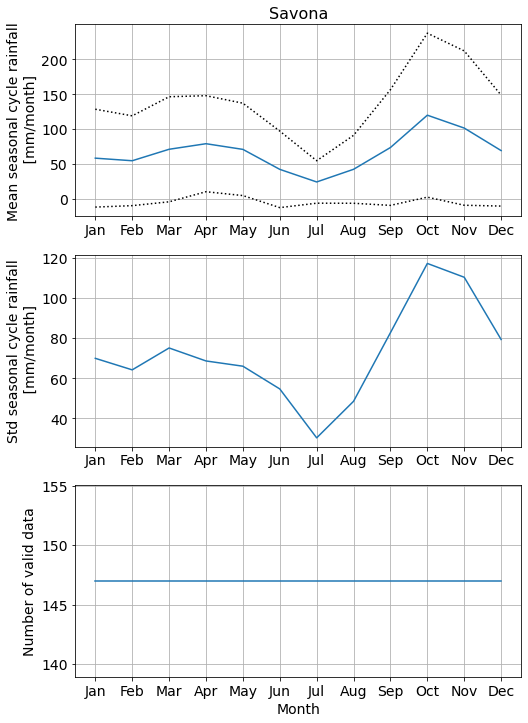 Savona
Mean seasonal cycle rainfall
[mm/month]
200
150
100
50
0
Jan Feb Mar Apr May Jun Jul Aug Sep Oct Nov Dec
Std seasonal cycle rainfall
[mm/month]
120
100
80
60
40
Jan Feb Mar Apr May Jun Jul Aug Sep Oct Nov Dec
Number of valid data
155
150
145
140
Jan Feb Mar Apr May Jun Jul Aug Sep Oct Nov Dec
Month